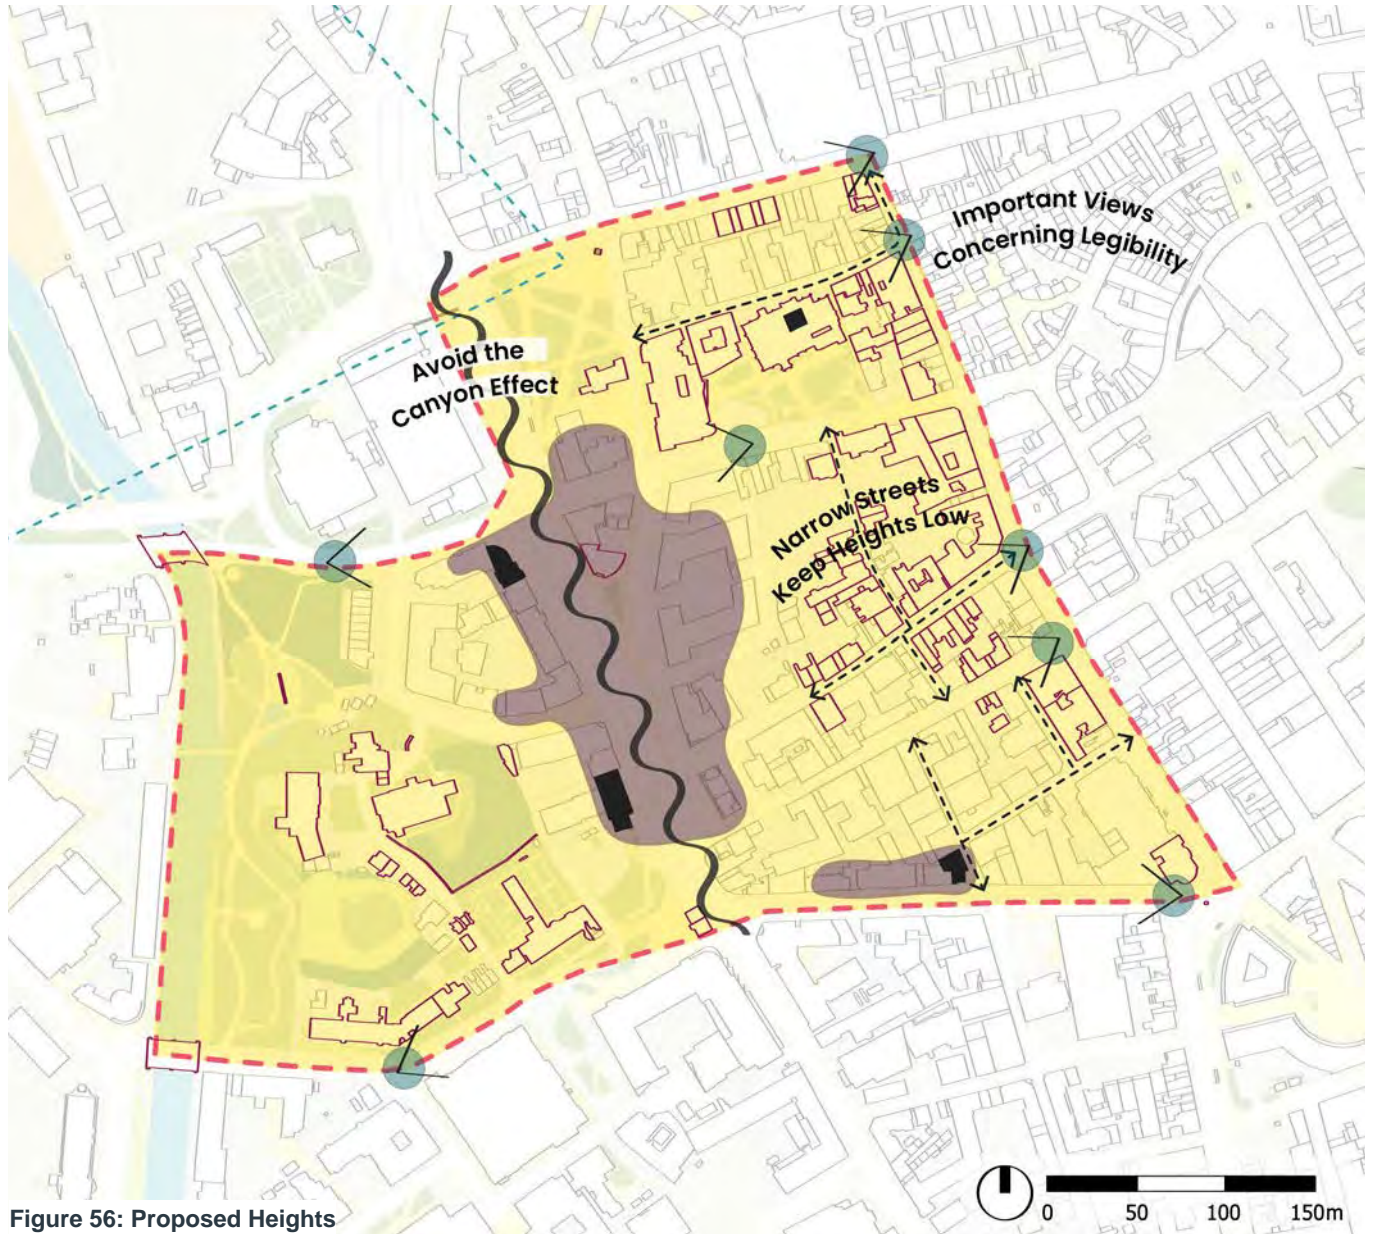 Important Views
Concerning Legibility
Avoid the
Canyon Effect
Narrow Streets
Keep Heights Low
0 50 100 150m
Figure 56: Proposed Heights